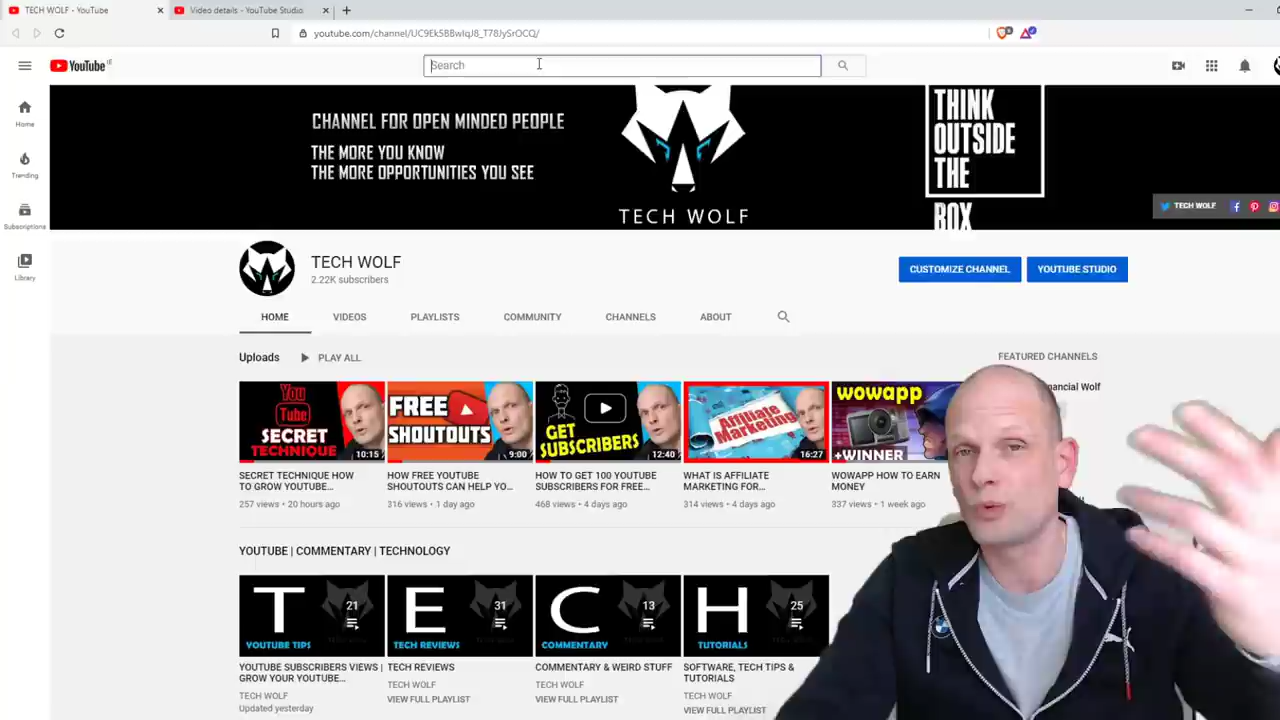 TECH WOLF - YouTube
Video details - YouTube Studio
youtube.com/channel/UC9Ek5B8wIqJ8_T78JySrOCQ/
YouTube
Search
Home
Trending
Subscriptions
Library
CHANNEL FOR OPEN MINDED PEOPLE
THE MORE YOU KNOW
THE MORE OPPORTUNITIES YOU SEE
TECH WOLF
THINK
OUTSIDE
THE
BOX
TECH WOLF
TECH WOLF
2.22K subscribers
CUSTOMIZE CHANNEL
YOUTUBE STUDIO
HOME
VIDEOS
PLAYLISTS
COMMUNITY
CHANNELS
ABOUT
Uploads
PLAY ALL
FEATURED CHANNELS
YouTube
SECRET
TECHNIQUE
10:15
SECRET TECHNIQUE HOW
TO GROW YOUTUBE...
257 views • 20 hours ago
FREE
SHOUTOUTS
9:00
HOW FREE YOUTUBE
SHOUTOUTS CAN HELP YO...
316 views • 1 day ago
GET
SUBSCRIBERS
12:40
HOW TO GET 100 YOUTUBE
SUBSCRIBERS FOR FREE...
468 views • 4 days ago
Affiliate
Marketing
16:27
WHAT IS AFFILIATE
MARKETING FOR...
314 views • 4 days ago
wowapp
+WINNER
WOWAPP HOW TO EARN
MONEY
337 views • 1 week ago
nancial Wolf
YOUTUBE | COMMENTARY | TECHNOLOGY
T
21
YOUTUBE TIPS
YOUTUBE SUBSCRIBERS VIEWS |
GROW YOUR YOUTUBE...
TECH WOLF
Updated yesterday
E
31
TECH REVIEWS
TECH REVIEWS
TECH WOLF
VIEW FULL PLAYLIST
C
13
COMMENTARY
COMMENTARY & WEIRD STUFF
TECH WOLF
VIEW FULL PLAYLIST
H
25
TUTORIALS
SOFTWARE, TECH TIPS &
TUTORIALS
TECH WOLF
VIEW FULL PLAYLIST